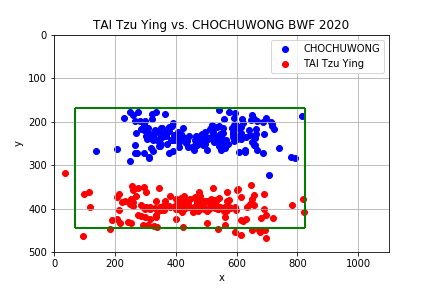 TAI Tzu Ying vs. CHOCHUWONG BWF 2020
0
100
200
300
400
500
y
CHOCHUWONG
TAI Tzu Ying
0 200 400 600 800 1000
x